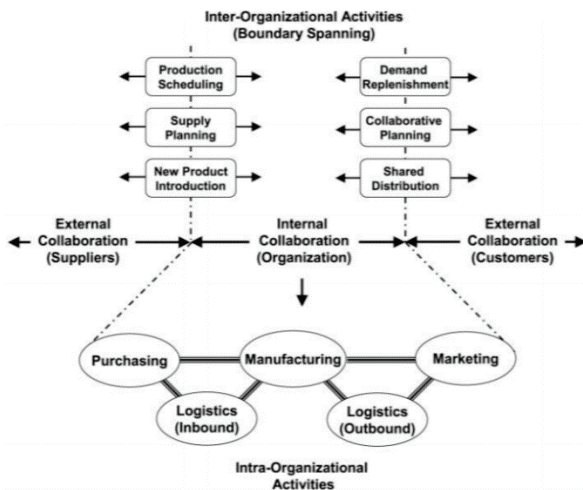 Inter-Organizational Activities
(Boundary Spanning)
Production
Scheduling
Demand
Replenishment
Supply
Planning
Collaborative
Planning
New Product
Introduction
Shared
Distribution
External
Collaboration
(Suppliers)
Internal
Collaboration
(Organization)
External
Collaboration
(Customers)
Purchasing
Manufacturing
Marketing
Logistics
(Inbound)
Logistics
(Outbound)
Intra-Organizational
Activities